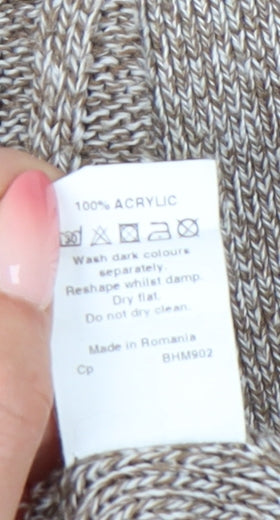 100% ACRYLIC
Wash dark colours
separately.
Reshape whilst damp.
Dry flat.
Do not dry clean.
Made in Romania
Cp BHM902